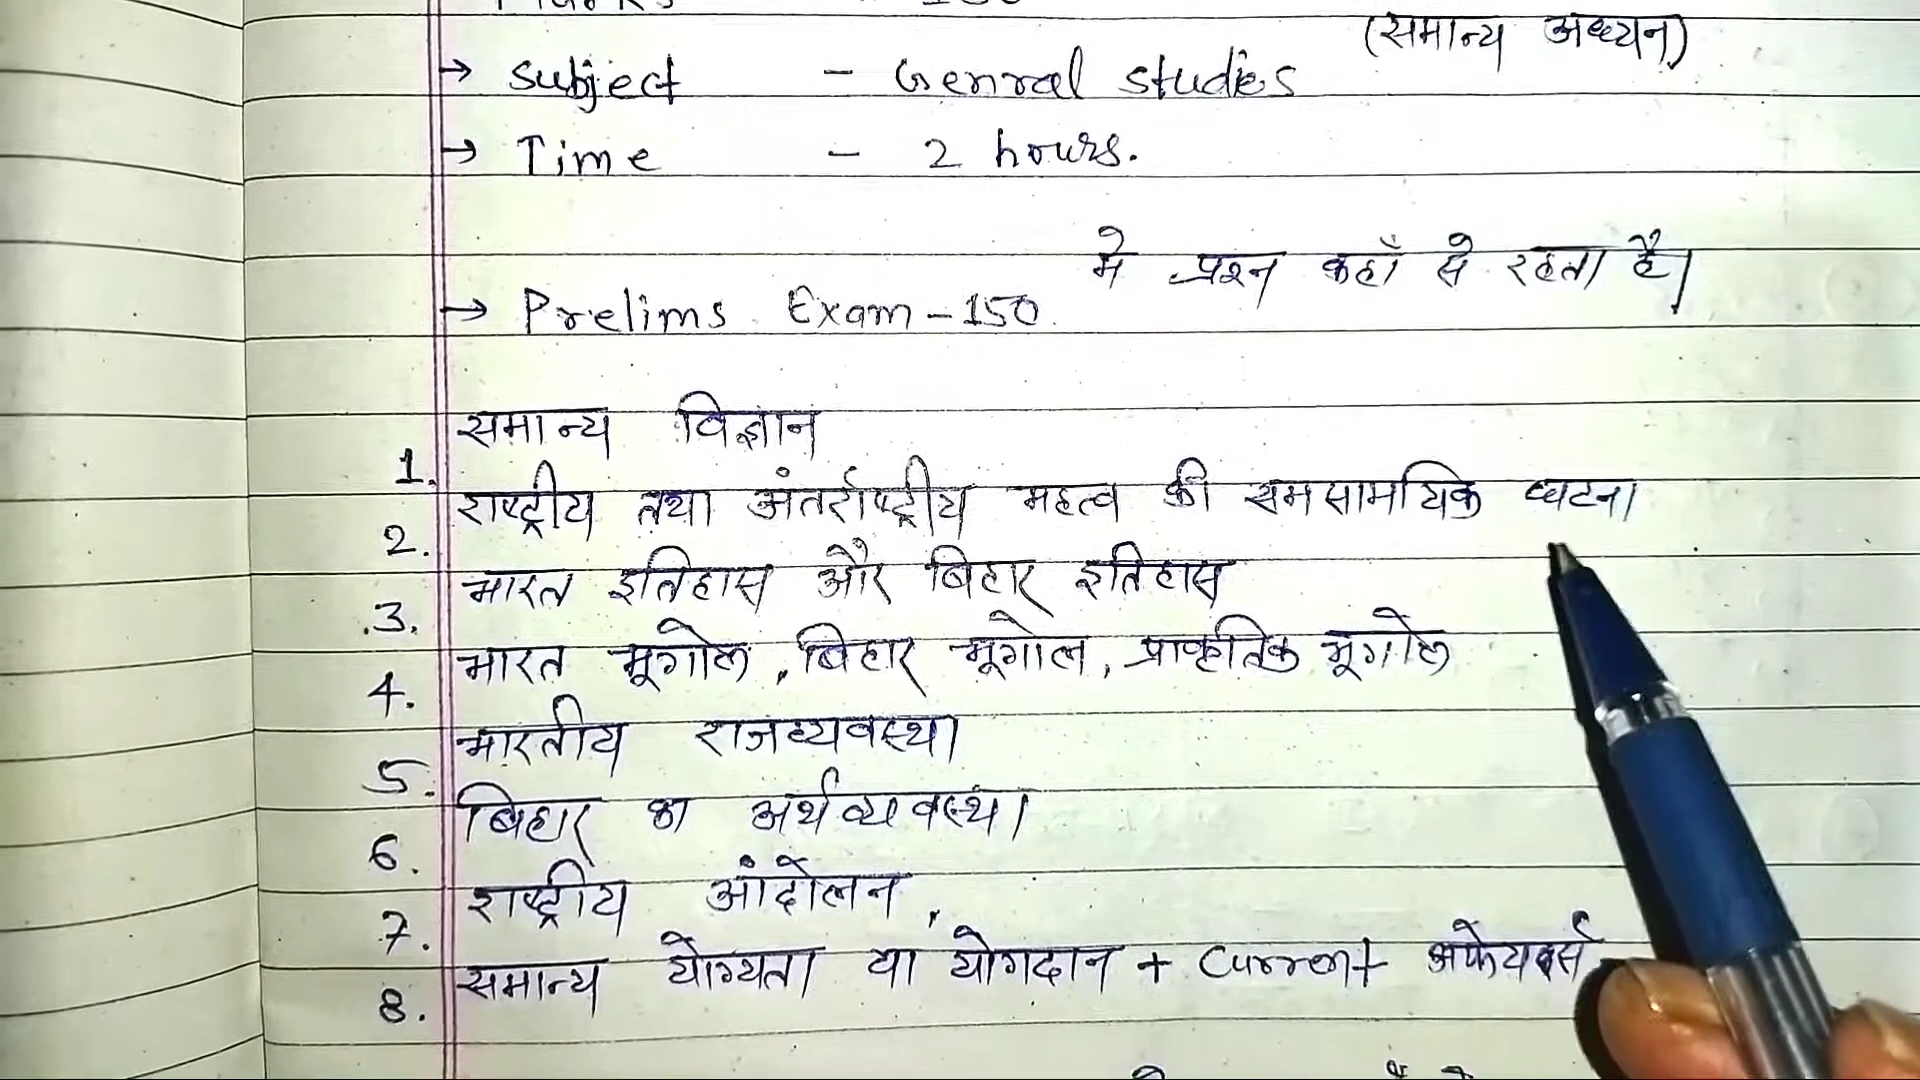 (समान्य अध्ययन)
→ Subject - Genral studies
→ Time - 2 hours.
मे प्रश्न कहाँ से रहता है।
→ Prelims Exam - 150
1. समान्य विज्ञान
2. राष्ट्रीय तथा अंतर्राष्ट्रीय महत्व की समसामयिक घटना
3. भारत इतिहास और बिहार इतिहास
4. भारत भूगोल, बिहार भूगोल, प्राकृतिक भूगोल
5. भारतीय राजव्यवस्था
6. बिहार का अर्थव्यवस्था
7. राष्ट्रीय आंदोलन,
8. समान्य योग्यता या योगदान + Current अफेयर्स